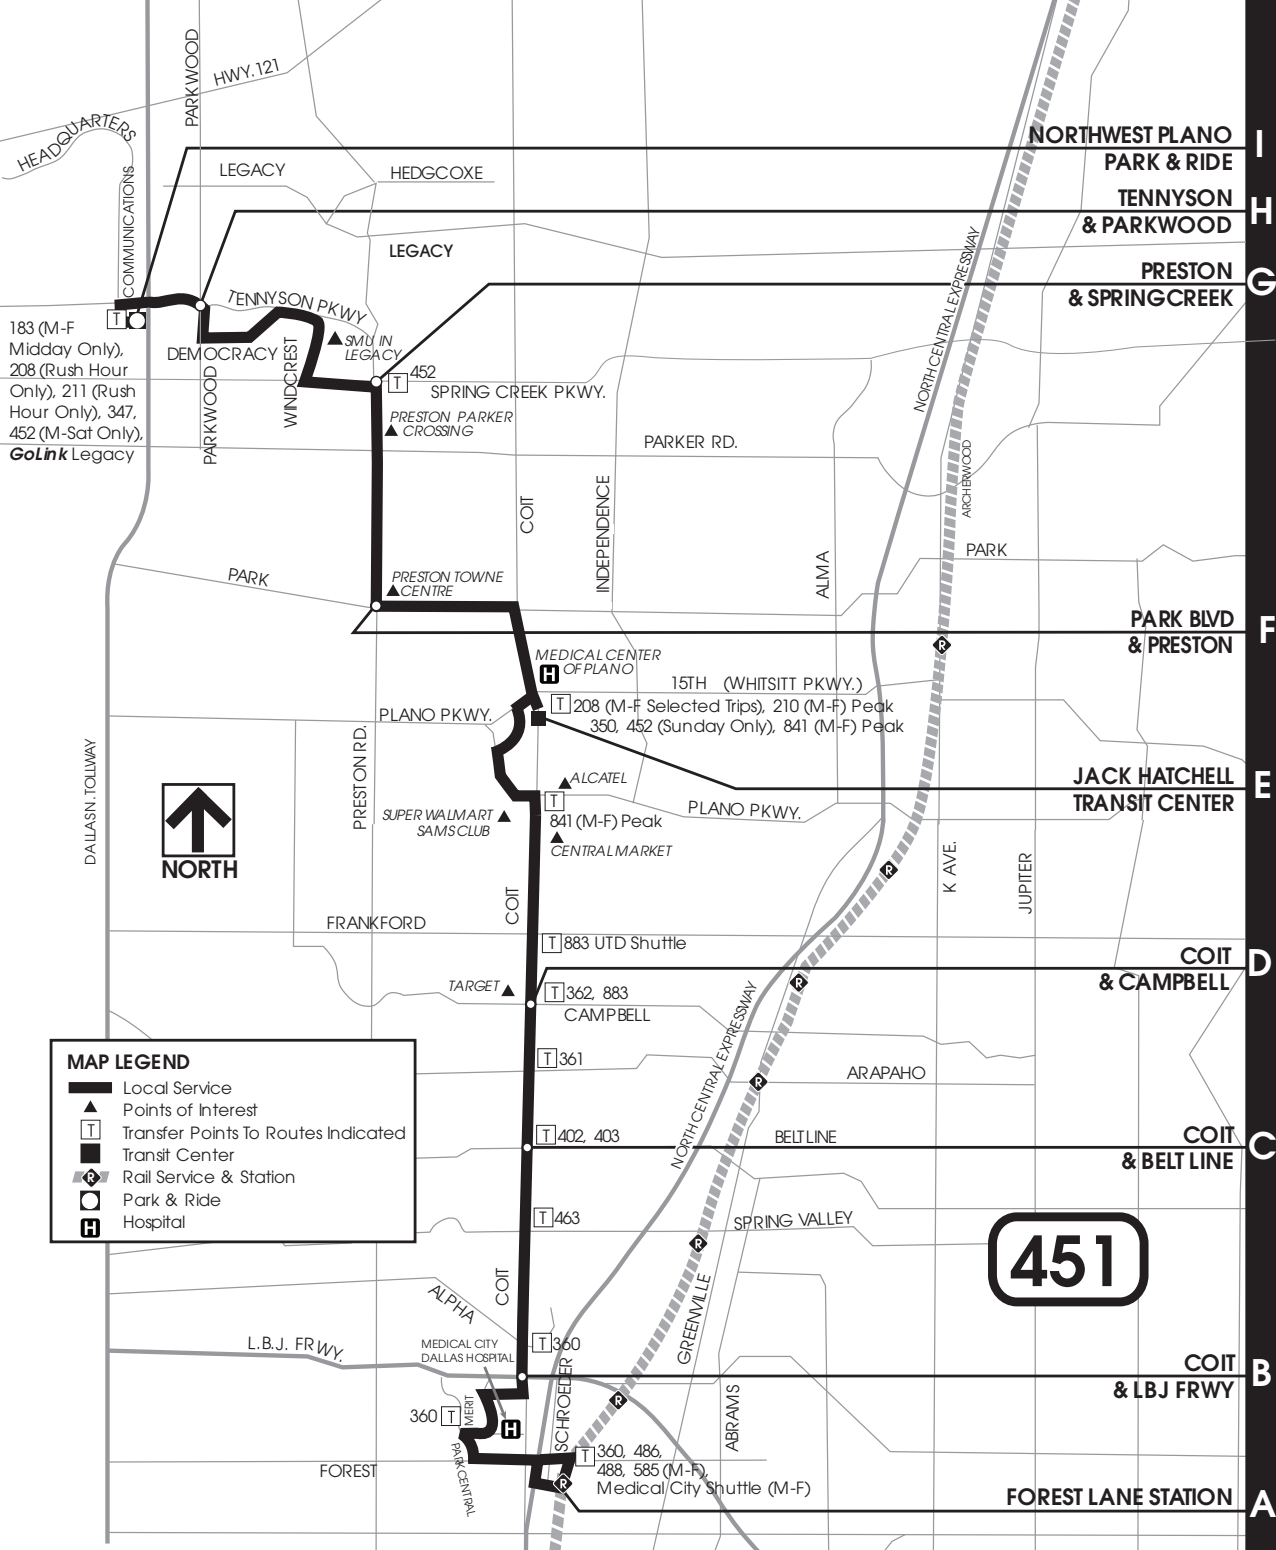 PARKWOOD
HWY. 121
HEADQUARTERS
COMMUNICATIONS
LEGACY
HEDGCOXE
LEGACY
NORTHWEST PLANO
PARK & RIDE
I
TENNYSON
& PARKWOOD
H
PRESTON
& SPRINGCREEK
G
NORTH CENTRAL EXPRESSWAY
TENNYSON PKWY
T
183 (M-F
Midday Only),
208 (Rush Hour
Only), 211 (Rush
Hour Only), 347,
452 (M-Sat Only),
GoLink Legacy
DEMOCRACY
PARKWOOD
WINDCREST
SMU IN
LEGACY
T 452
SPRING CREEK PKWY.
PRESTON PARKER
CROSSING
PARKER RD.
ARCHERWOOD
COIT
INDEPENDENCE
ALMA
PARK
PARK
PRESTON TOWNE
CENTRE
PARK BLVD
& PRESTON
F
R
MEDICAL CENTER
OF PLANO
H
15TH (WHITSITT PKWY.)
T 208 (M-F Selected Trips), 210 (M-F) Peak
350, 452 (Sunday Only), 841 (M-F) Peak
PLANO PKWY.
PRESTON RD.
DALLAS N. TOLLWAY
NORTH
ALCATEL
JACK HATCHELL
TRANSIT CENTER
E
T
841 (M-F) Peak
PLANO PKWY.
SUPER WALMART
SAMS CLUB
CENTRAL MARKET
K AVE.
JUPITER
R
COIT
FRANKFORD
T 883 UTD Shuttle
COIT
& CAMPBELL
D
TARGET
T 362, 883
CAMPBELL
R
NORTH CENTRAL EXPRESSWAY
MAP LEGEND
Local Service
Points of Interest
T Transfer Points To Routes Indicated
Transit Center
R Rail Service & Station
Park & Ride
H Hospital
T 361
ARAPAHO
R
T 402, 403
BELTLINE
COIT
& BELT LINE
C
T 463
SPRING VALLEY
R
451
COIT
ALPHA
GREENVILLE
L.B.J. FRWY.
MEDICAL CITY
DALLAS HOSPITAL
T 360
COIT
& LBJ FRWY
B
SCHROEDER
R
ABRAMS
MERIT
360 T
H
PARK CENTRAL
FOREST
T 360, 486,
488, 585 (M-F),
Medical City Shuttle (M-F)
R
FOREST LANE STATION
A